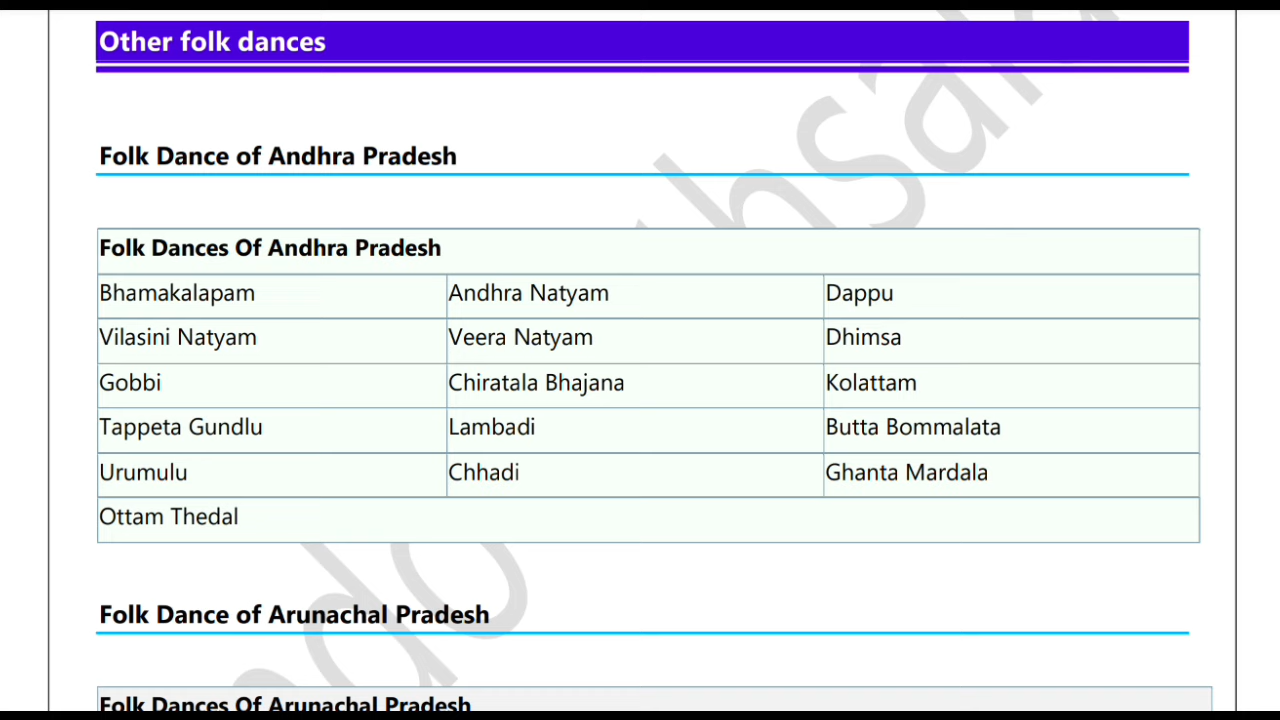 Other folk dances
Folk Dance of Andhra Pradesh
Folk Dances Of Andhra Pradesh
Bhamakalapam Andhra Natyam Dappu
Vilasini Natyam Veera Natyam Dhimsa
Gobbi Chiratala Bhajana Kolattam
Tappeta Gundlu Lambadi Butta Bommalata
Urumulu Chhadi Ghanta Mardala
Ottam Thedal
Folk Dance of Arunachal Pradesh
Folk Dances Of Arunachal Pradesh